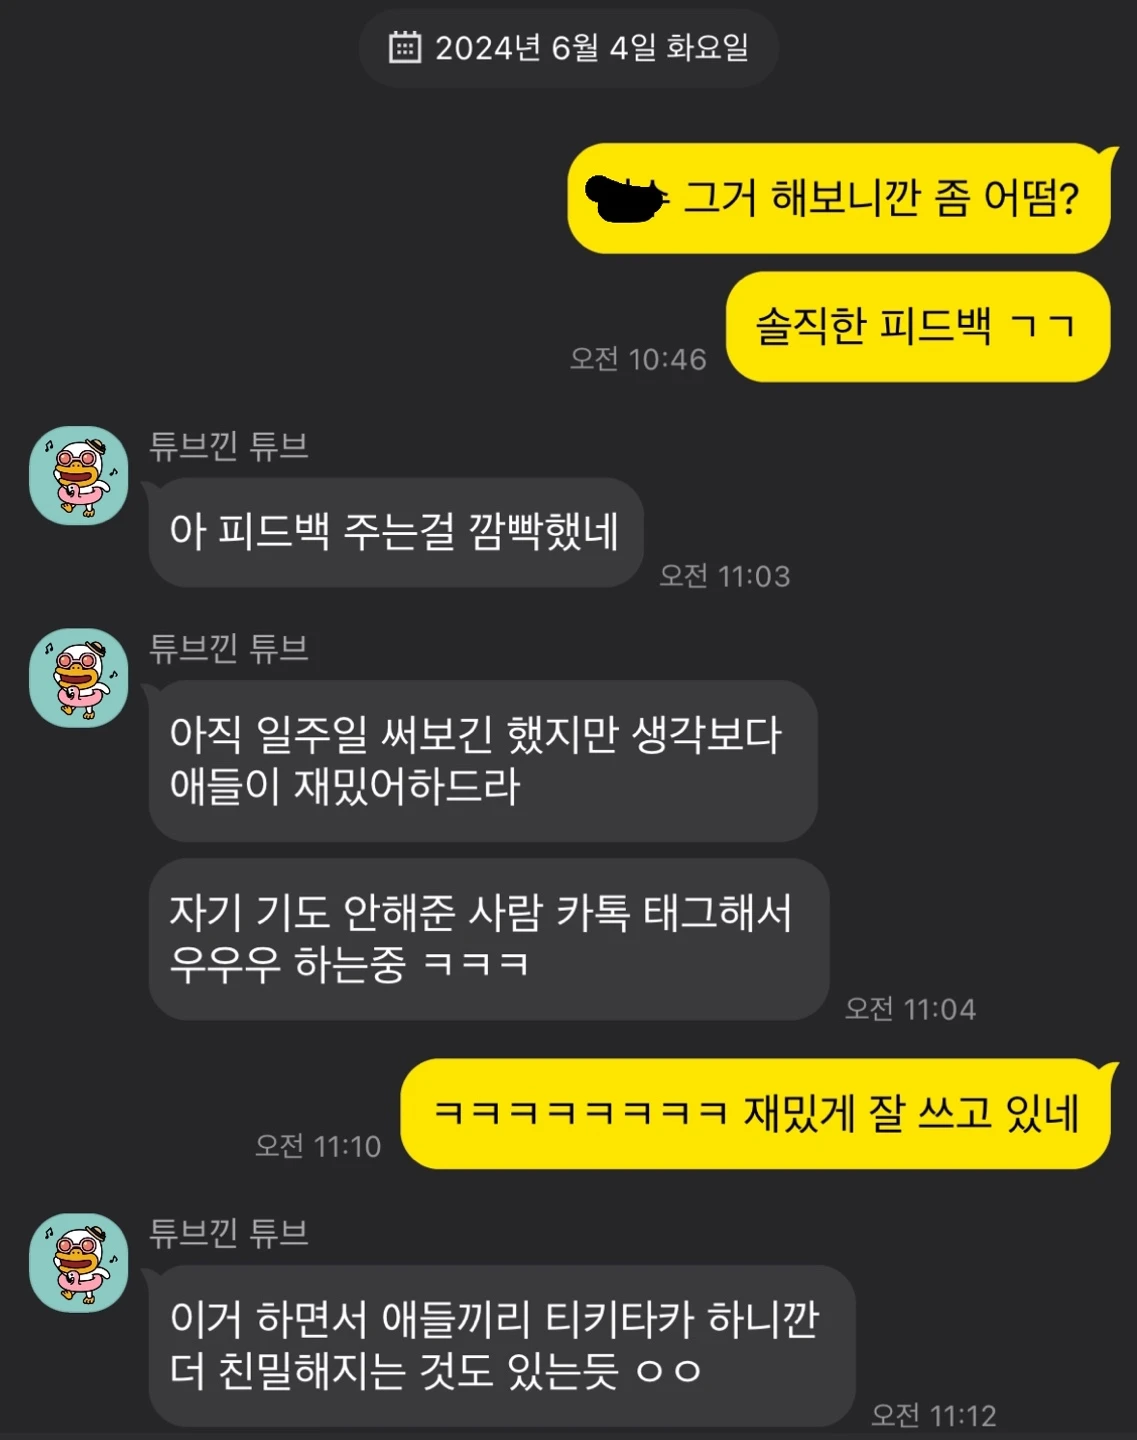 2024년 6월 4일 화요일
그거 해보니깐 좀 어떰?
솔직한 피드백 ㄱㄱ
오전 10:46
튜브낀 튜브
아 피드백 주는걸 깜빡했네
오전 11:03
튜브낀 튜브
아직 일주일 써보긴 했지만 생각보다
애들이 재밌어하드라
자기 기도 안해준 사람 카톡 태그해서
우우우 하는중 ㅋㅋㅋ
오전 11:04
ㅋㅋㅋㅋㅋㅋㅋㅋ 재밌게 잘 쓰고 있네
오전 11:10
튜브낀 튜브
이거 하면서 애들끼리 티키타카 하니깐
더 친밀해지는 것도 있는듯 ㅇㅇ
오전 11:12